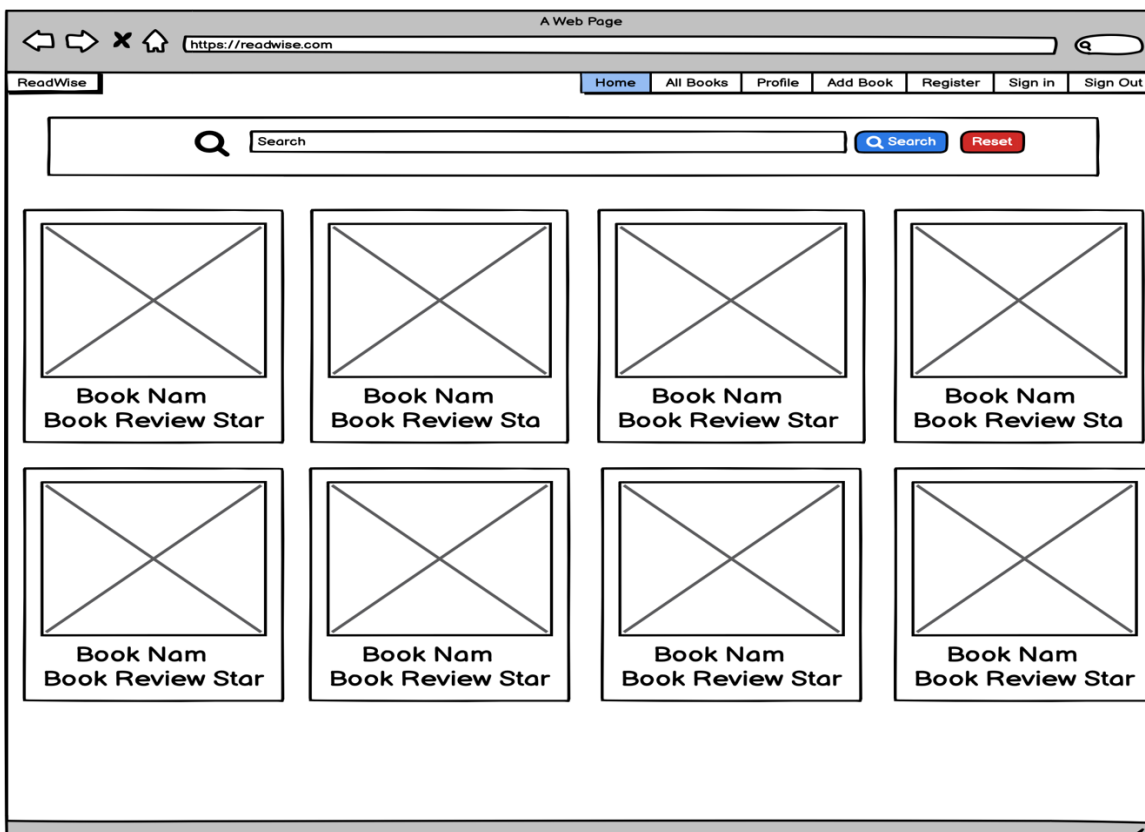 A Web Page
https://readwise.com
ReadWise Home All Books Profile Add Book Register Sign in Sign Out
Search Search Reset
Book Nam Book Nam Book Nam Book Nam
Book Review Star Book Review Sta Book Review Star Book Review Sta
Book Nam Book Nam Book Nam Book Nam
Book Review Star Book Review Star Book Review Star Book Review Star